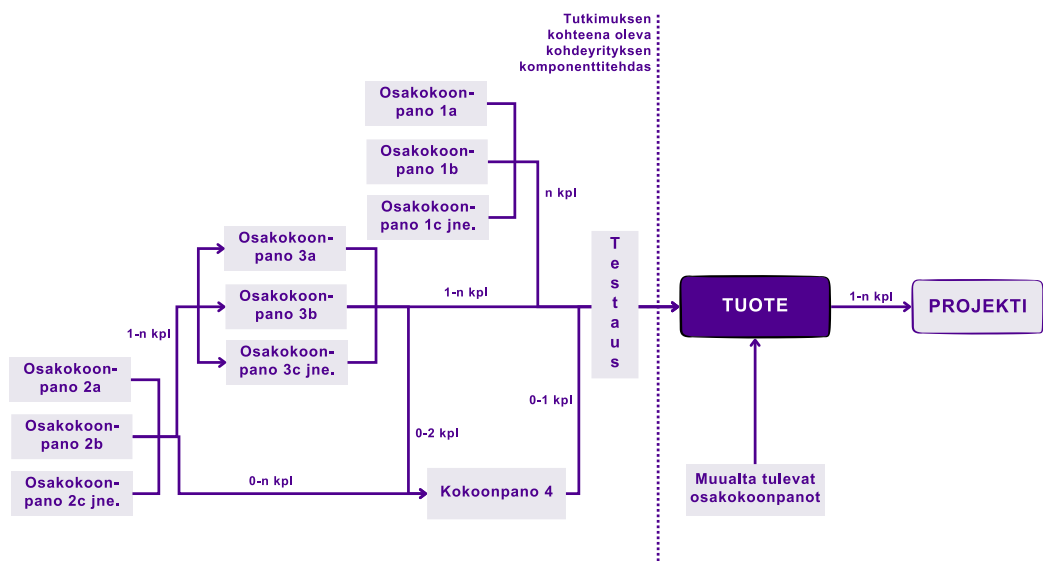 Tutkimuksen
kohteena oleva
kohdeyrityksen
komponenttitehdas
Osakokoon-
pano 1a
Osakokoon-
pano 1b
Osakokoon-
pano 1c jne.
n kpl
Osakokoon-
pano 3a
Osakokoon-
pano 3b
Osakokoon-
pano 3c jne.
1-n kpl
1-n kpl
Osakokoon-
pano 2a
Osakokoon-
pano 2b
Osakokoon-
pano 2c jne.
0-n kpl
0-2 kpl
Kokoonpano 4
0-1 kpl
T
e
s
t
a
u
s
TUOTE
1-n kpl
PROJEKTI
Muualta tulevat
osakokoonpanot